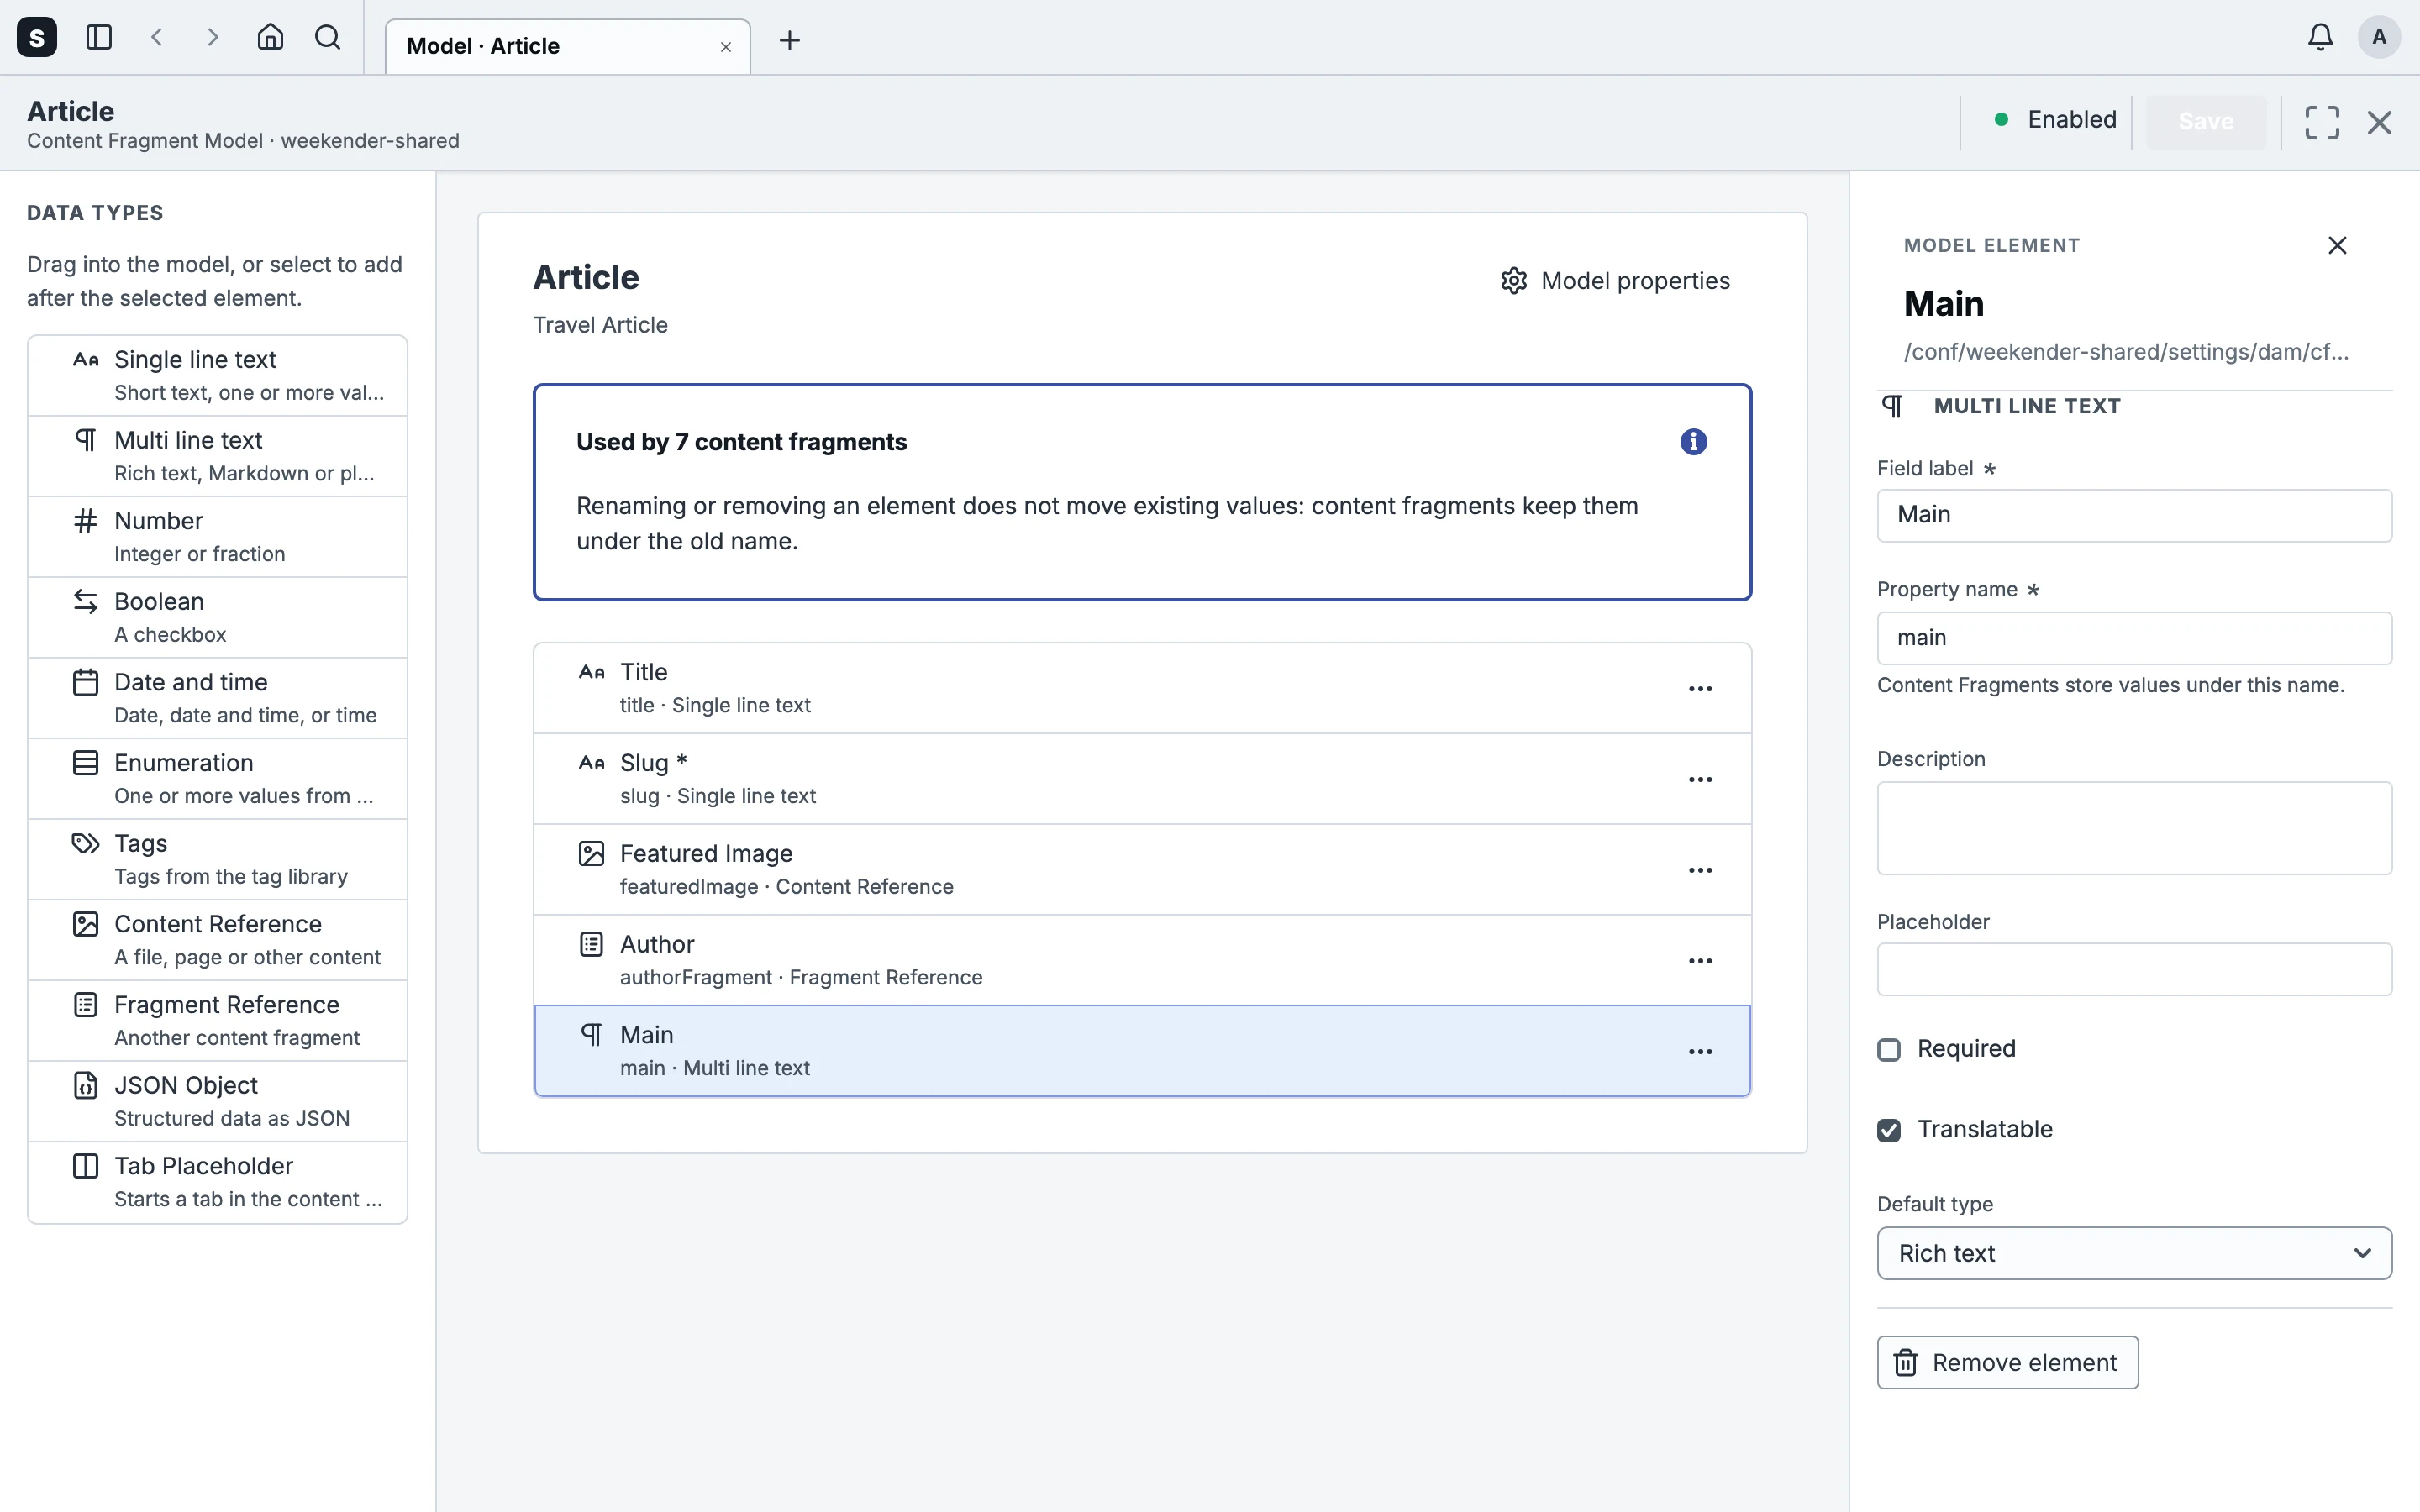 S
Model · Article
A
Article
Content Fragment Model · weekender-shared
Enabled
Save
DATA TYPES
Drag into the model, or select to add
after the selected element.
Single line text
Short text, one or more val...
Multi line text
Rich text, Markdown or pl...
Number
Integer or fraction
Boolean
A checkbox
Date and time
Date, date and time, or time
Enumeration
One or more values from ...
Tags
Tags from the tag library
Content Reference
A file, page or other content
Fragment Reference
Another content fragment
JSON Object
Structured data as JSON
Tab Placeholder
Starts a tab in the content ...
Article
Model properties
Travel Article
Used by 7 content fragments
Renaming or removing an element does not move existing values: content fragments keep them
under the old name.
Title
title · Single line text
Slug *
slug · Single line text
Featured Image
featuredImage · Content Reference
Author
authorFragment · Fragment Reference
Main
main · Multi line text
MODEL ELEMENT
Main
/conf/weekender-shared/settings/dam/cf...
MULTI LINE TEXT
Field label *
Main
Property name *
main
Content Fragments store values under this name.
Description
Placeholder
Required
Translatable
Default type
Rich text
Remove element